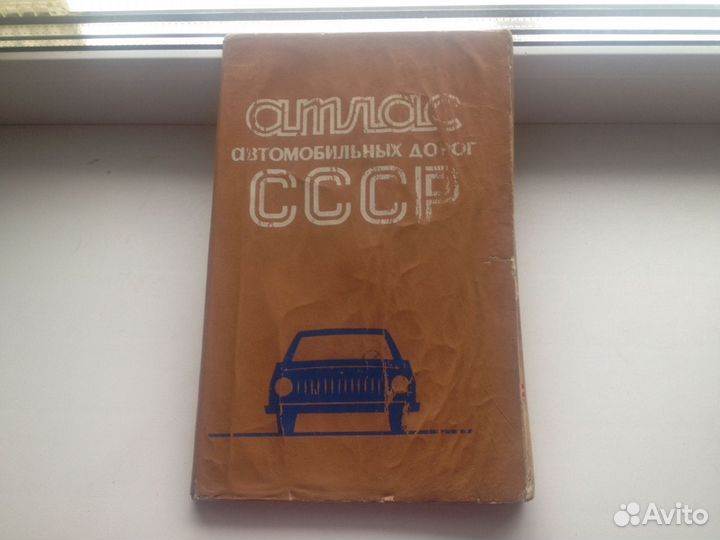 атлас
автомобильных дорог
СССР
Avito